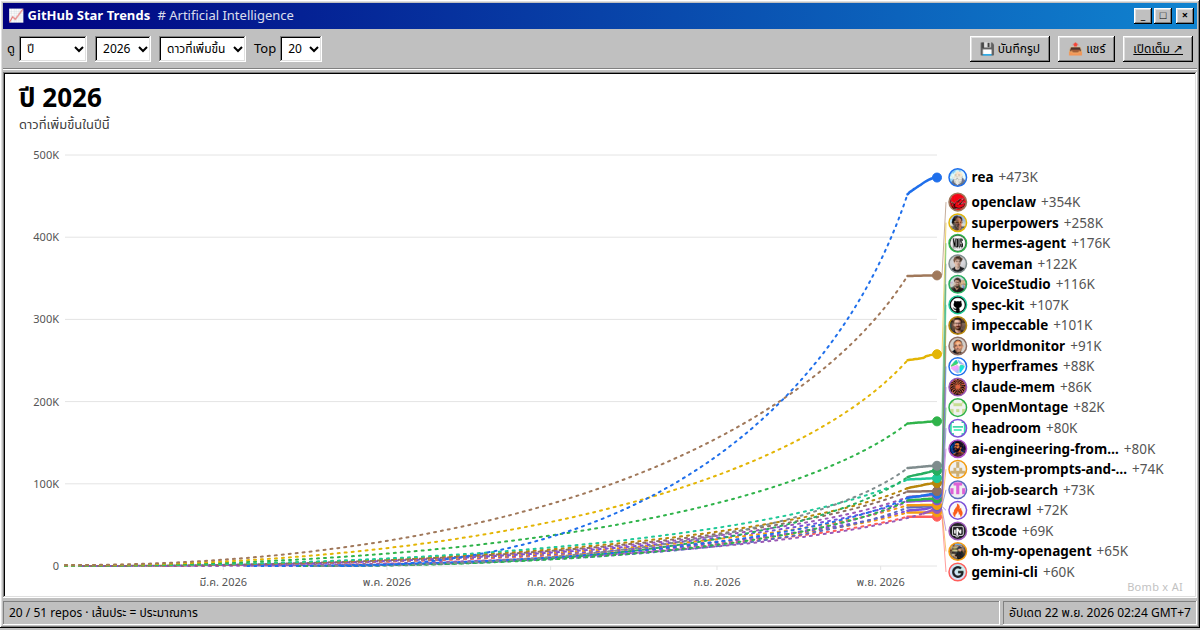 GitHub Star Trends # Artificial Intelligence
ดู ปี 2026 ดาวที่เพิ่มขึ้น Top 20 บันทึกรูป แชร์ เปิดเต็ม ↗
ปี 2026
ดาวที่เพิ่มขึ้นในปีนี้
500K
400K
300K
200K
100K
0
มี.ค. 2026 พ.ค. 2026 ก.ค. 2026 ก.ย. 2026 พ.ย. 2026
rea +473K
openclaw +354K
superpowers +258K
hermes-agent +176K
caveman +122K
VoiceStudio +116K
spec-kit +107K
impeccable +101K
worldmonitor +91K
hyperframes +88K
claude-mem +86K
OpenMontage +82K
headroom +80K
ai-engineering-from... +80K
system-prompts-and-... +74K
ai-job-search +73K
firecrawl +72K
t3code +69K
oh-my-openagent +65K
gemini-cli +60K
Bomb x AI
20 / 51 repos · เส้นประ = ประมาณการ
อัปเดต 22 พ.ย. 2026 02:24 GMT+7